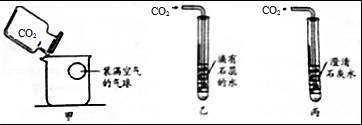 CO₂
装满空气
的气球
甲
CO₂
滴有
石蕊
的水
乙
CO₂
澄清
石灰水
丙